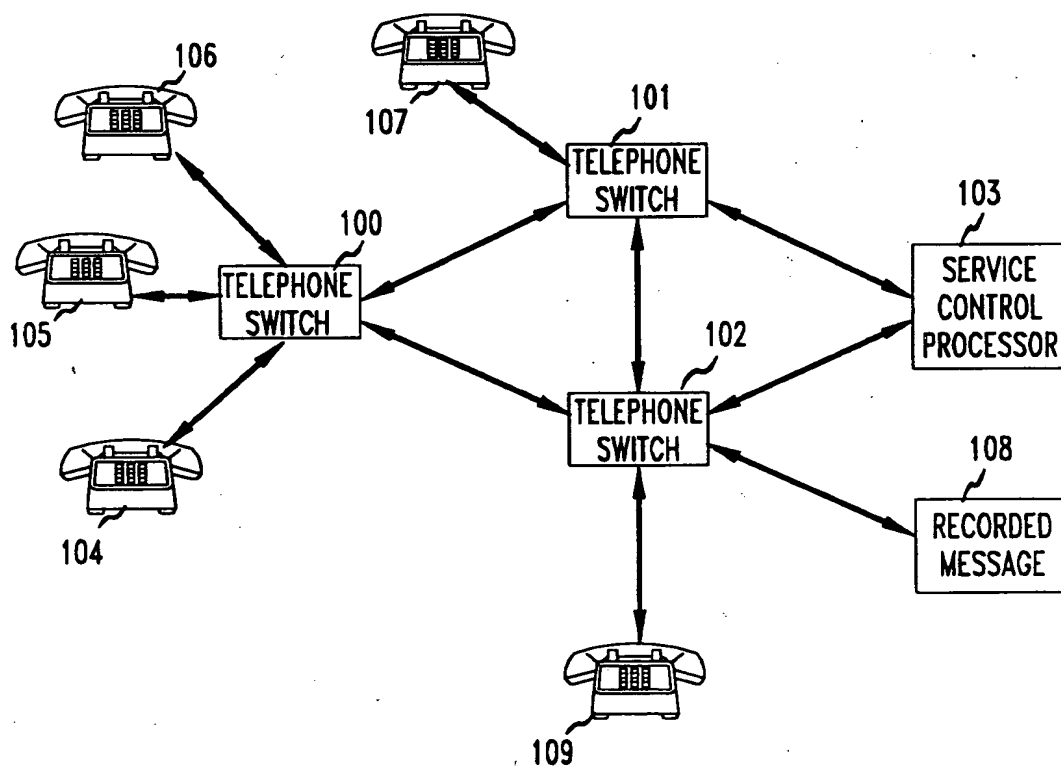 106
107
101
TELEPHONE
SWITCH
103
SERVICE
CONTROL
PROCESSOR
100
TELEPHONE
SWITCH
105
102
TELEPHONE
SWITCH
108
RECORDED
MESSAGE
104
109